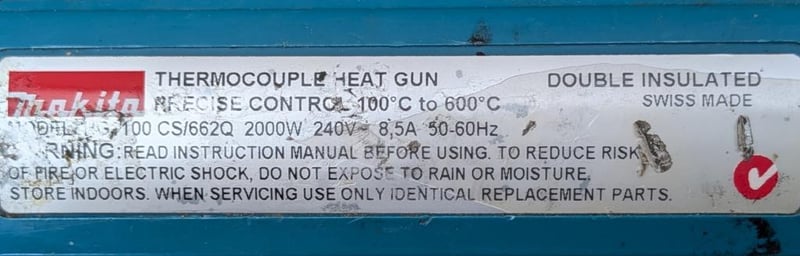 THERMOCOUPLE HEAT GUN
DOUBLE INSULATED
makita
PRECISE CONTROL 100°C to 600°C
SWISS MADE
100 CS/662Q 2000W 240V~ 8,5A 50-60Hz
WARNING: READ INSTRUCTION MANUAL BEFORE USING. TO REDUCE RISK
OF FIRE OR ELECTRIC SHOCK, DO NOT EXPOSE TO RAIN OR MOISTURE.
STORE INDOORS. WHEN SERVICING USE ONLY IDENTICAL REPLACEMENT PARTS.